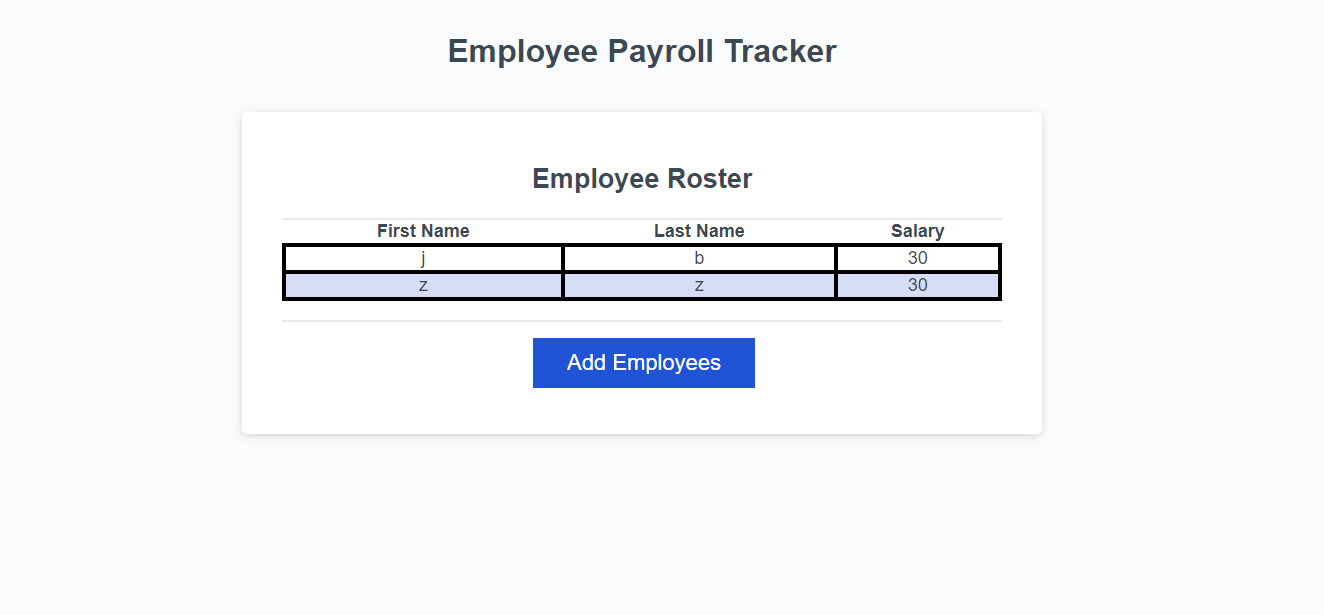 Employee Payroll Tracker
Employee Roster
First Name Last Name Salary
j b 30
z z 30
Add Employees